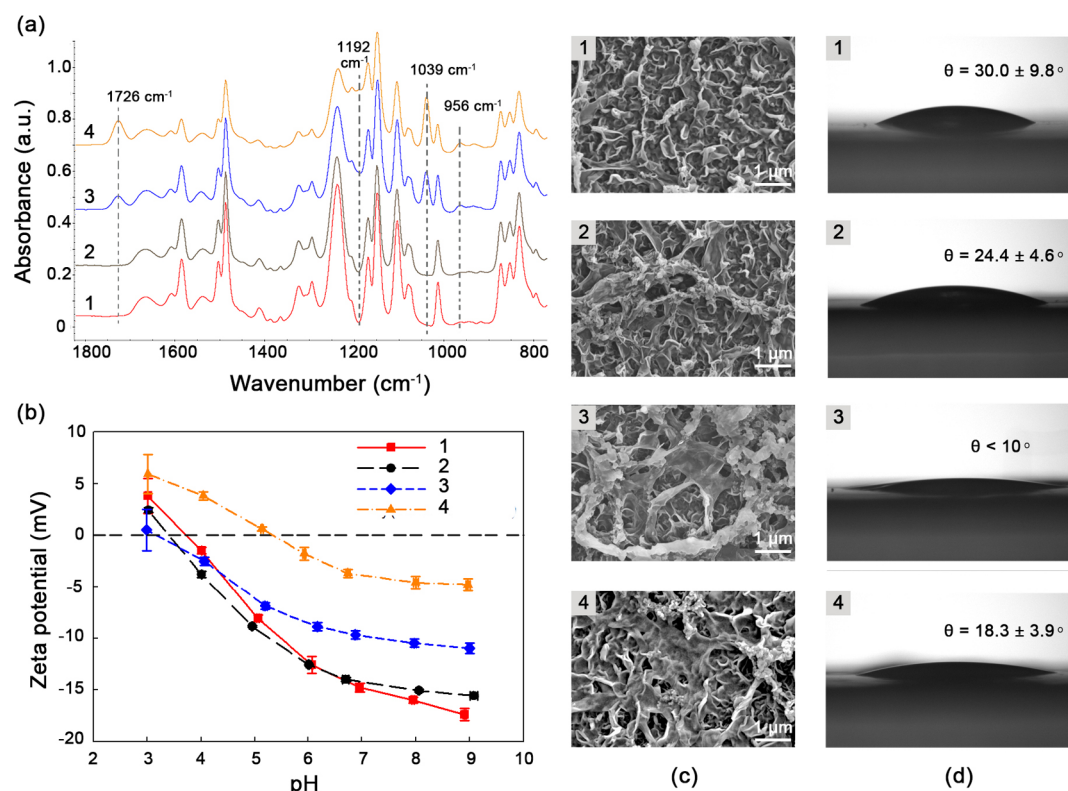 (a)
Absorbance (a.u.)
1.0
0.8
0.6
0.4
0.2
0
1726 cm⁻¹
1192
cm⁻¹
1039 cm⁻¹
956 cm⁻¹
4
3
2
1
1800
1600
1400
1200
1000
800
Wavenumber (cm⁻¹)
(b)
Zeta potential (mV)
10
5
0
-5
-10
-15
-20
1
2
3
4
2
3
4
5
6
7
8
9
10
pH
1
1 µm
2
1 µm
3
1 µm
4
1 µm
(c)
1
θ = 30.0 ± 9.8°
2
θ = 24.4 ± 4.6°
3
θ < 10°
4
θ = 18.3 ± 3.9°
(d)